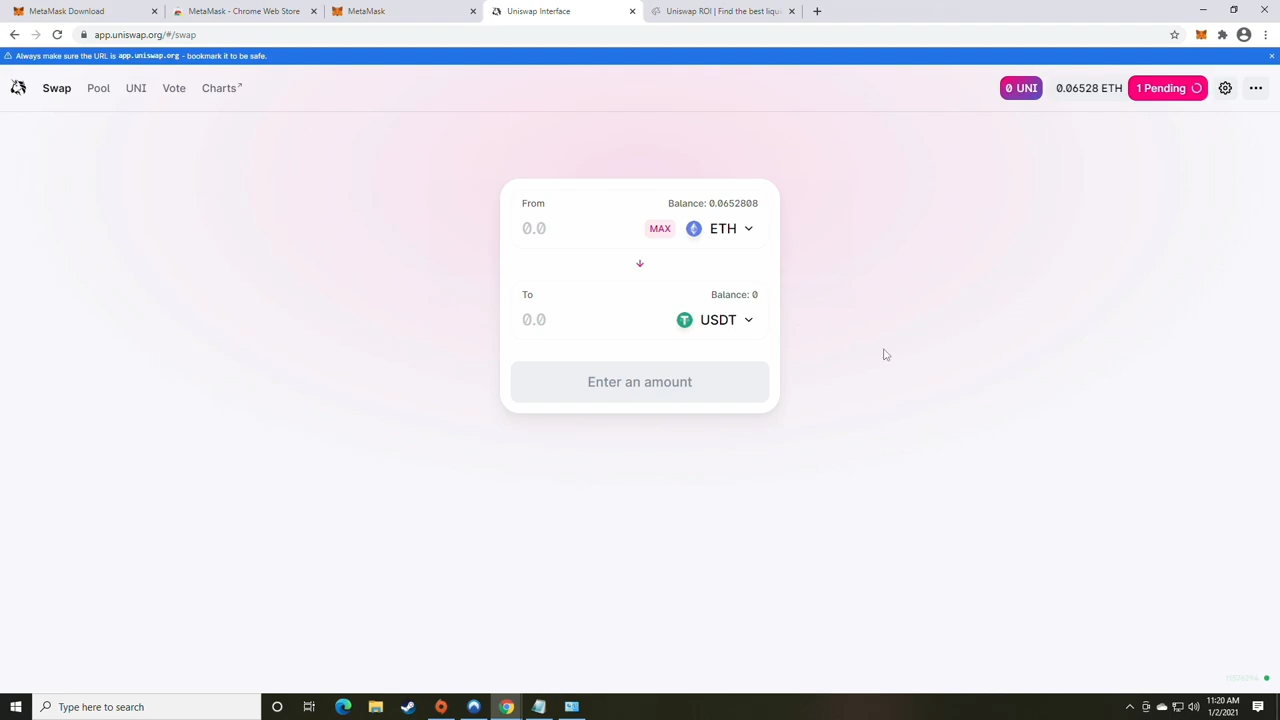 MetaMask Download
MetaMask - Chrome Web Store
MetaMask
Uniswap Interface
Uniswap ROI | Find the best liqui
app.uniswap.org/#/swap
Always make sure the URL is app.uniswap.org - bookmark it to be safe.
Swap Pool UNI Vote Charts↗
0 UNI 0.06528 ETH 1 Pending
From Balance: 0.0652808
0.0 MAX ETH
To Balance: 0
0.0 USDT
Enter an amount
Type here to search
11:20 AM
1/2/2021